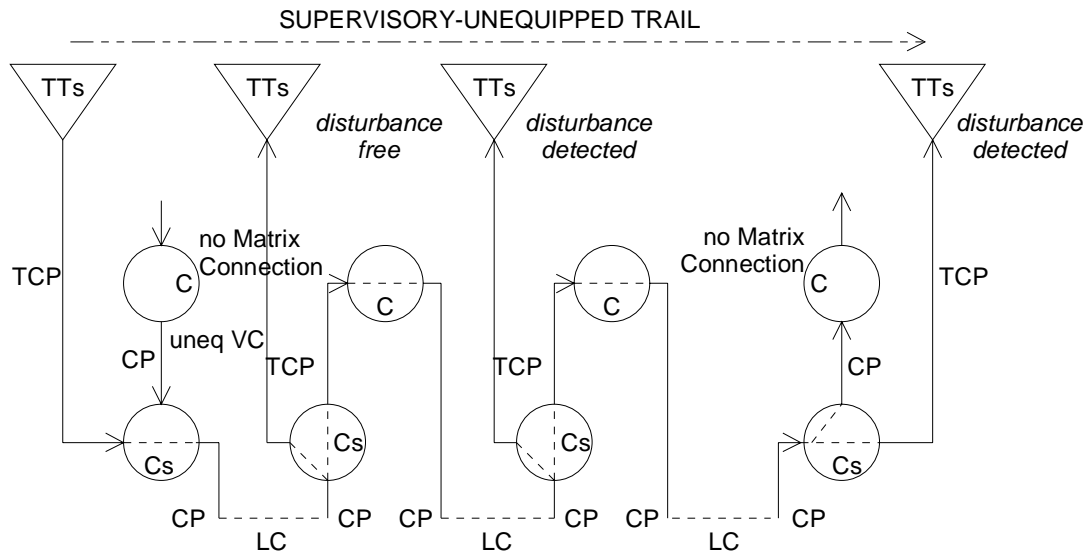 SUPERVISORY-UNEQUIPPED TRAIL
TTs
TTs
TTs
TTs
disturbance
free
disturbance
detected
disturbance
detected
no Matrix
Connection
no Matrix
Connection
TCP
C
C
C
C
TCP
uneq VC
CP
TCP
TCP
CP
Cs
Cs
Cs
Cs
CP
CP
CP
CP
CP
CP
LC
LC
LC